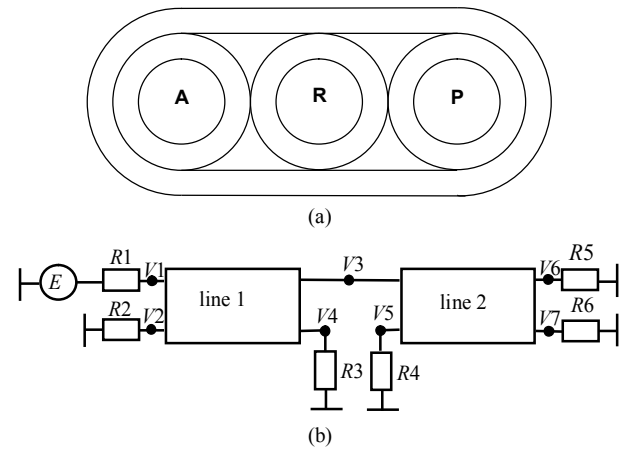 A R P
(a)
E R1 V1 line 1 V3 line 2 V6 R5
R2 V2 V4 V5 V7 R6
R3 R4
(b)